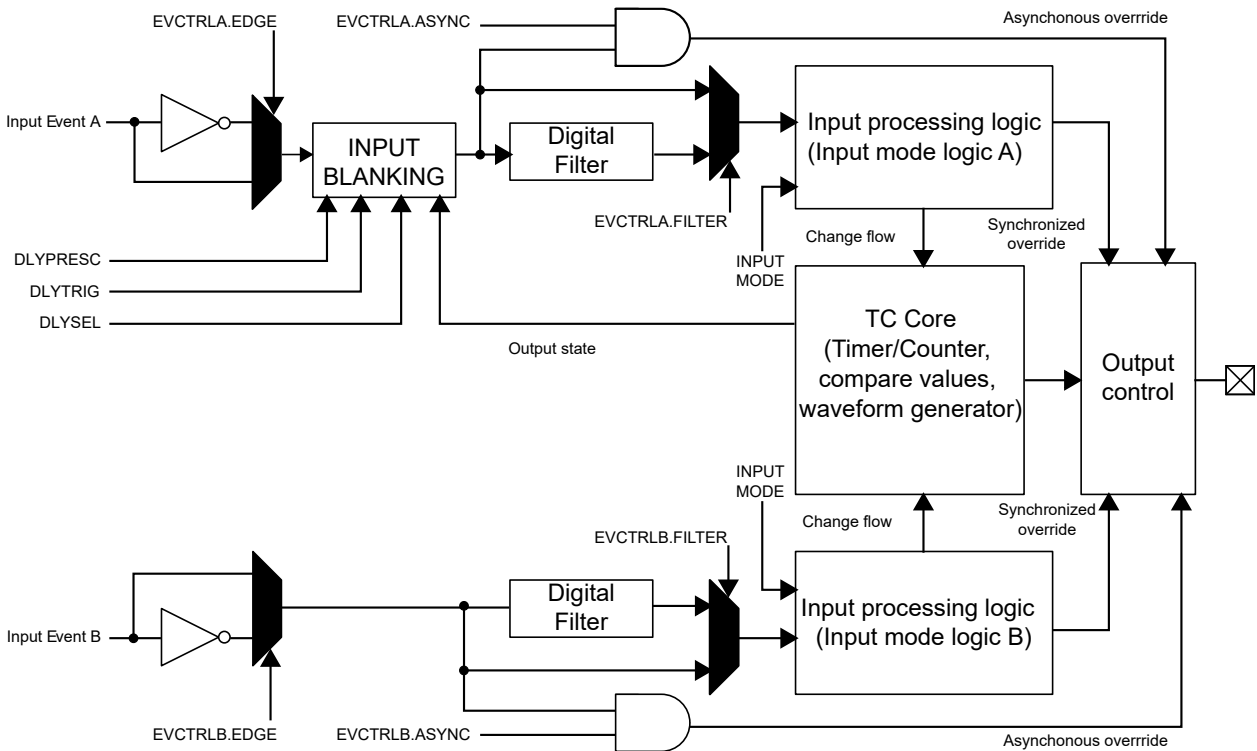 EVCTRLA.EDGE
EVCTRLA.ASYNC
Asynchonous overrride
Input Event A
INPUT
BLANKING
Digital
Filter
Input processing logic
(Input mode logic A)
EVCTRLA.FILTER
INPUT
MODE
Change flow
Synchronized
override
DLYPRESC
DLYTRIG
DLYSEL
Output state
TC Core
(Timer/Counter,
compare values,
waveform generator)
Output
control
INPUT
MODE
Change flow
Synchronized
override
EVCTRLB.FILTER
Input Event B
Digital
Filter
Input processing logic
(Input mode logic B)
EVCTRLB.EDGE
EVCTRLB.ASYNC
Asynchonous overrride